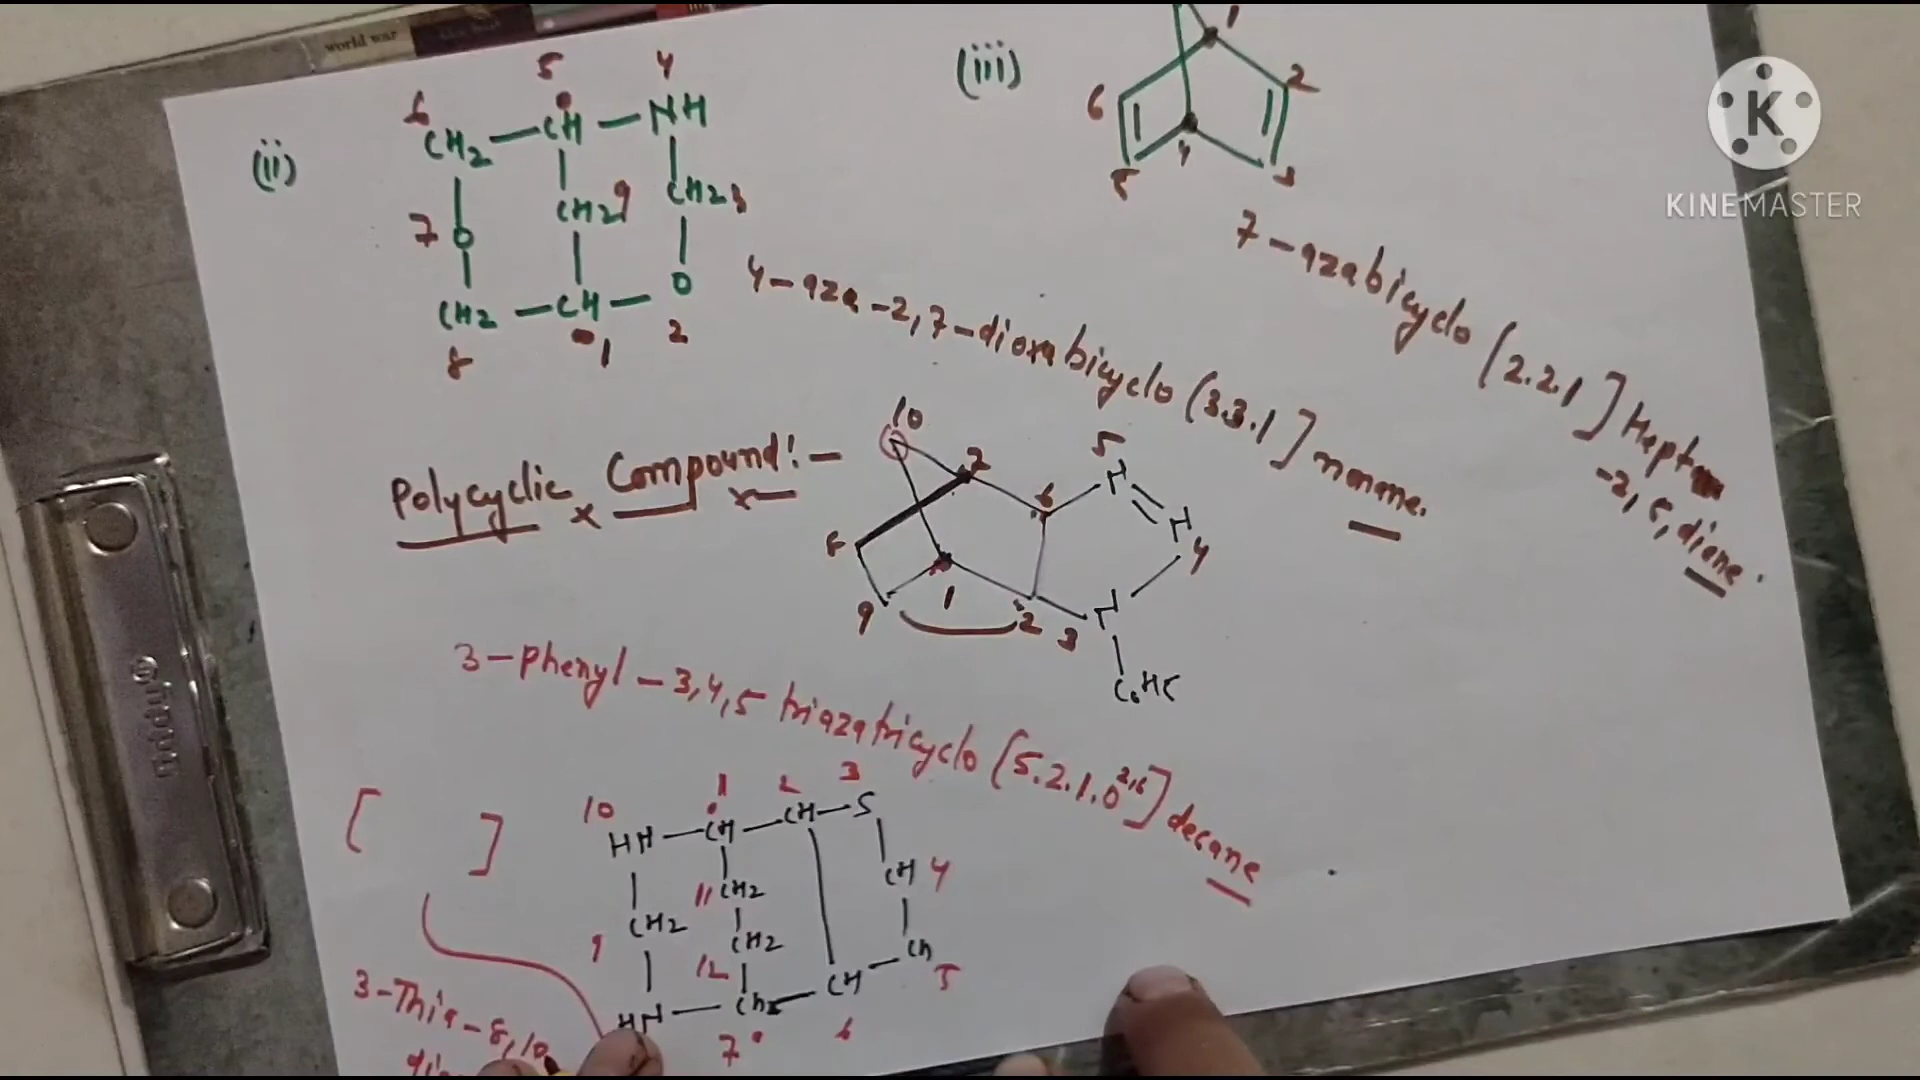 world war
(ii)
6 5 4
CH2 — CH — NH
7 O CH2 9 CH2 3
CH2 — CH — O
8 1 2
4-aza-2,7-dioxabicyclo [3.3.1] nonane.
(iii)
1
6 2
5 4 3
7-azabicyclo [2.2.1] Heptan
-2,5,diene.
K
KINEMASTER
Polycyclic Compound! —
10 7 6 5 N
8 N 4
9 1 2 3 N
C6H5
3-phenyl-3,4,5 triazatricyclo [5.2.1.0 2,6] decane
[ ]
10 1 2 3
HN — CH — CH — S
11 CH2 CH 4
9 CH2
12 CH2 CH 5
HN — CH — CH
7 6
3-Thia-8,10